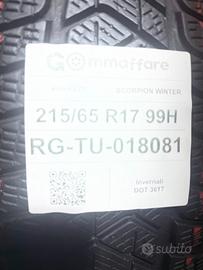 Gommaffare
SCORPION WINTER
215/65 R17 99H
RG-TU-018081
Invernali
DOT 3617
subito